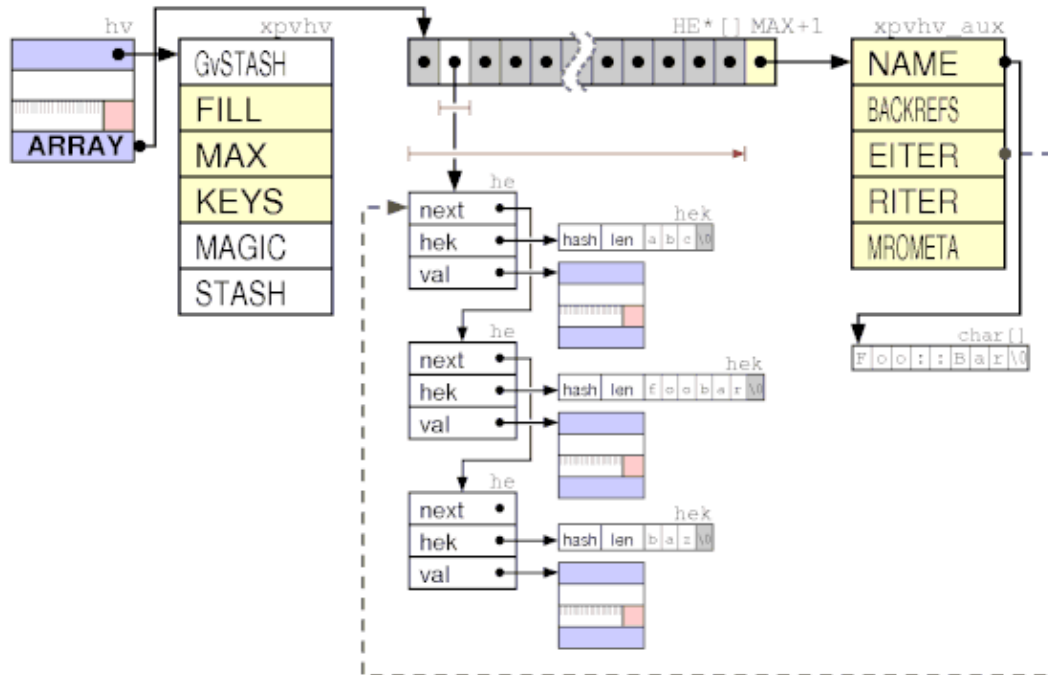 hv
xpvhv
HE*[] MAX+1
xpvhv_aux
GvSTASH
FILL
MAX
KEYS
MAGIC
STASH
ARRAY
NAME
BACKREFS
EITER
RITER
MROMETA
he
next
hek
val
hek
hash len a b c \0
he
next
hek
val
hek
hash len f o o b a r \0
he
next
hek
val
hek
hash len b a z \0
char[]
F o o : : B a r \0